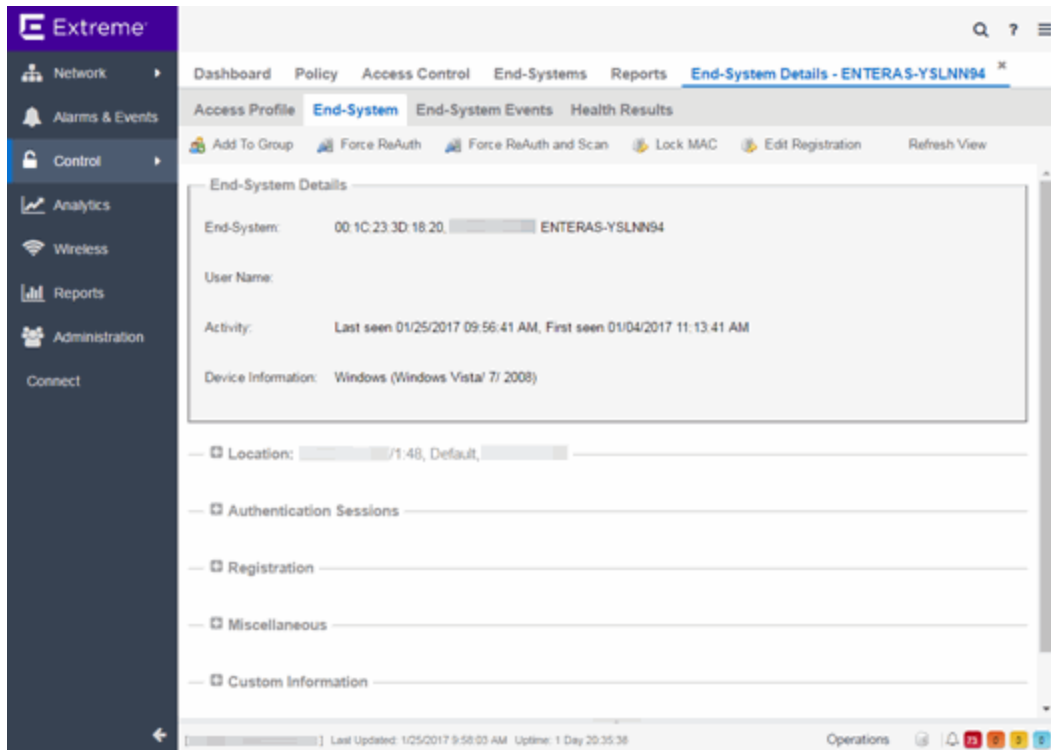 Extreme
Network
Alarms & Events
Control
Analytics
Wireless
Reports
Administration
Connect
?
Dashboard Policy Access Control End-Systems Reports End-System Details - ENTERAS-YSLNN94 ×
Access Profile End-System End-System Events Health Results
Add To Group Force ReAuth Force ReAuth and Scan Lock MAC Edit Registration Refresh View
End-System Details
End-System: 00:1C:23:3D:18:20, ENTERAS-YSLNN94
User Name:
Activity: Last seen 01/25/2017 09:56:41 AM, First seen 01/04/2017 11:13:41 AM
Device Information: Windows (Windows Vista/ 7/ 2008)
Location: /1:48, Default,
Authentication Sessions
Registration
Miscellaneous
Custom Information
[ ] Last Updated: 1/25/2017 9:58:03 AM Uptime: 1 Day 20:35:38 Operations 73 0 0 0